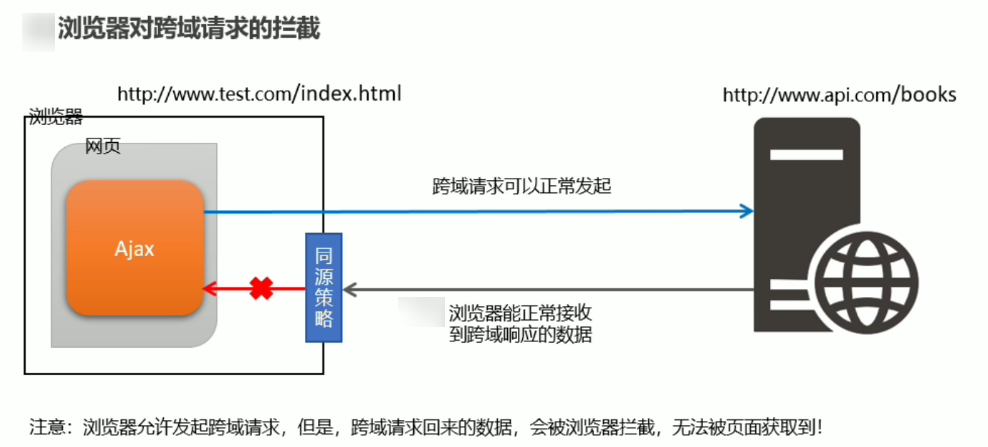 浏览器对跨域请求的拦截
http://www.test.com/index.html
http://www.api.com/books
浏览器
网页
跨域请求可以正常发起
Ajax
同源策略
浏览器能正常接收
到跨域响应的数据
注意：浏览器允许发起跨域请求，但是，跨域请求回来的数据，会被浏览器拦截，无法被页面获取到！